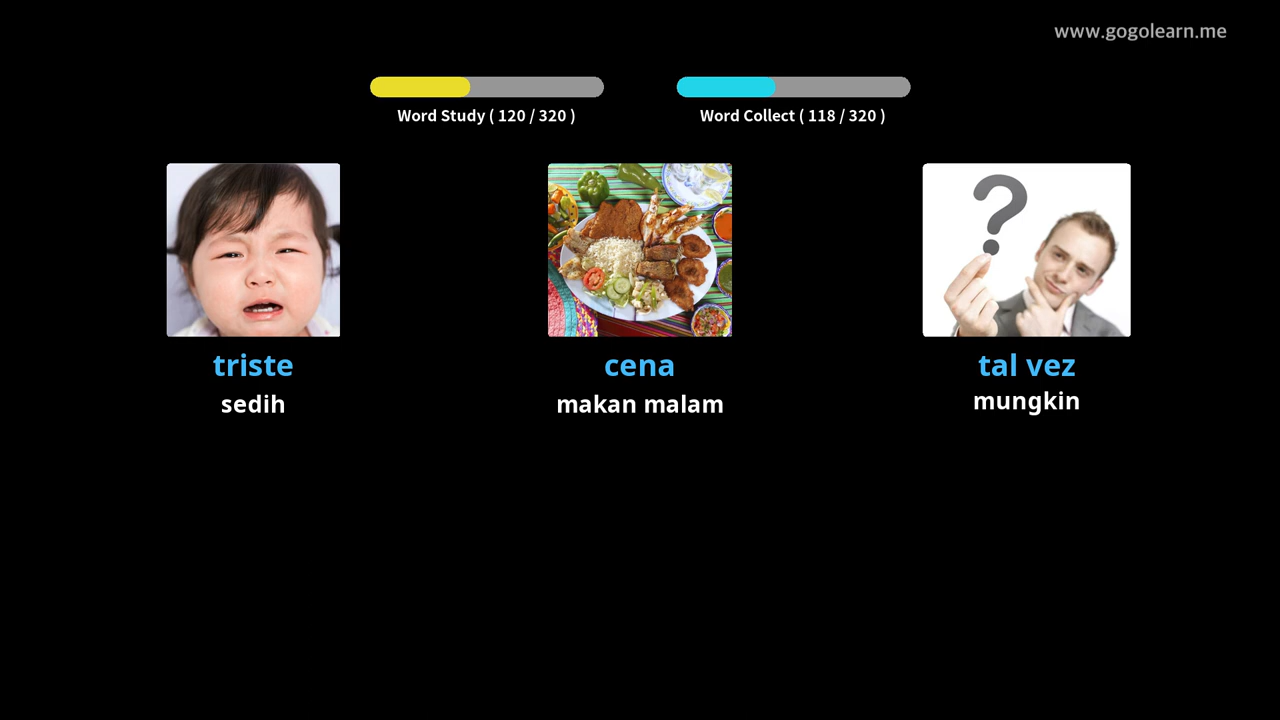 www.gogolearn.me
Word Study ( 120 / 320 )
Word Collect ( 118 / 320 )
triste
cena
tal vez
sedih
makan malam
mungkin